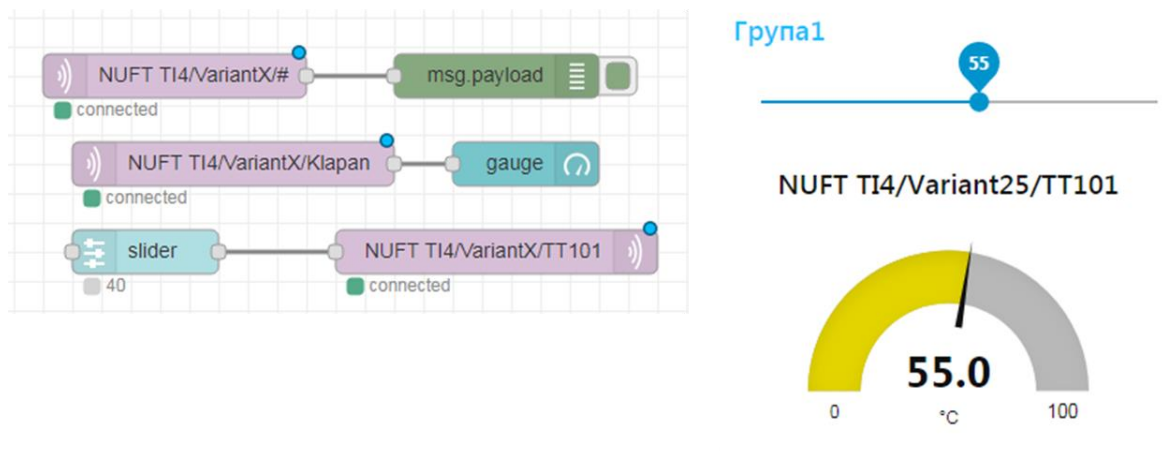 NUFT TI4/VariantX/#
msg.payload
connected
NUFT TI4/VariantX/Klapan
gauge
connected
slider
NUFT TI4/VariantX/TT101
40
connected
Група1
55
NUFT TI4/Variant25/TT101
55.0
0
°C
100